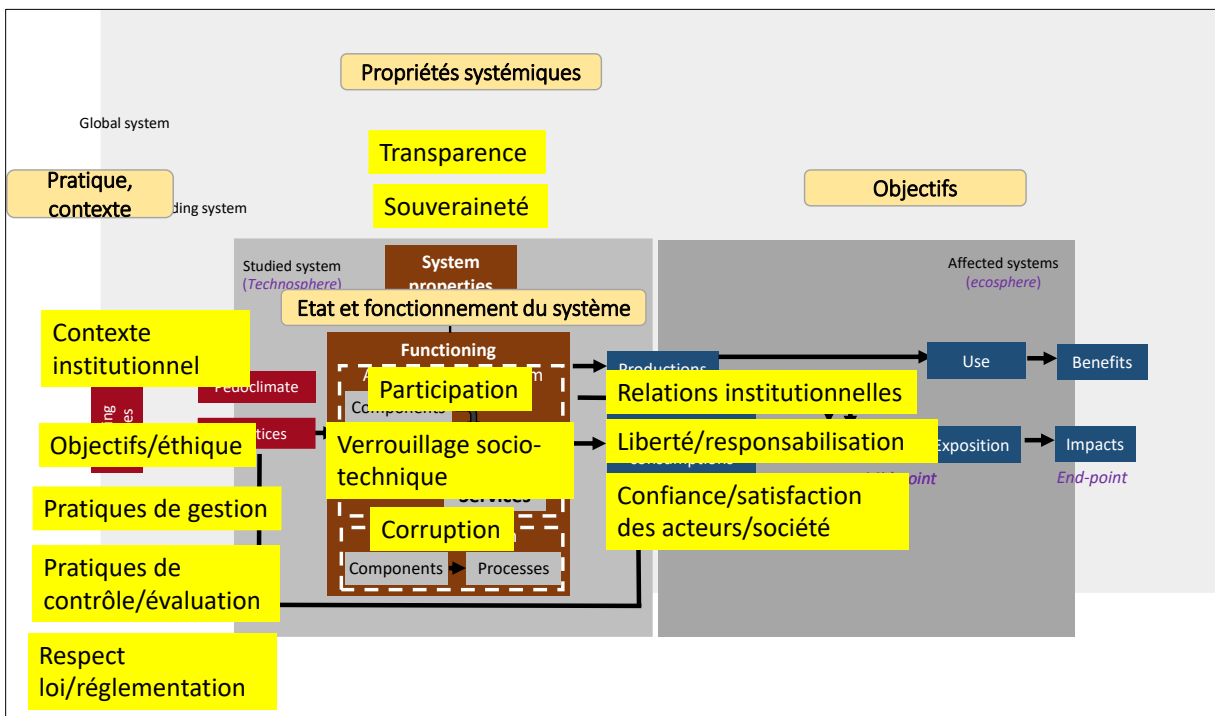 Propriétés systémiques
Global system
Transparence
Pratique,
contexte
Objectifs
Souveraineté
system
Studied system
(Technosphere)
System
properties
Affected systems
(ecosphere)
Etat et fonctionnement du système
Contexte
institutionnel
Functioning
Pedoclimate
Participation
Components
Productions
Relations institutionnelles
Use
Benefits
Objectifs/éthique
Verrouillage socio-
technique
Liberté/responsabilisation
Exposition
Impacts
End-point
Services
Confiance/satisfaction
des acteurs/société
Pratiques de gestion
Corruption
Components
Processes
Pratiques de
contrôle/évaluation
Respect
loi/réglementation